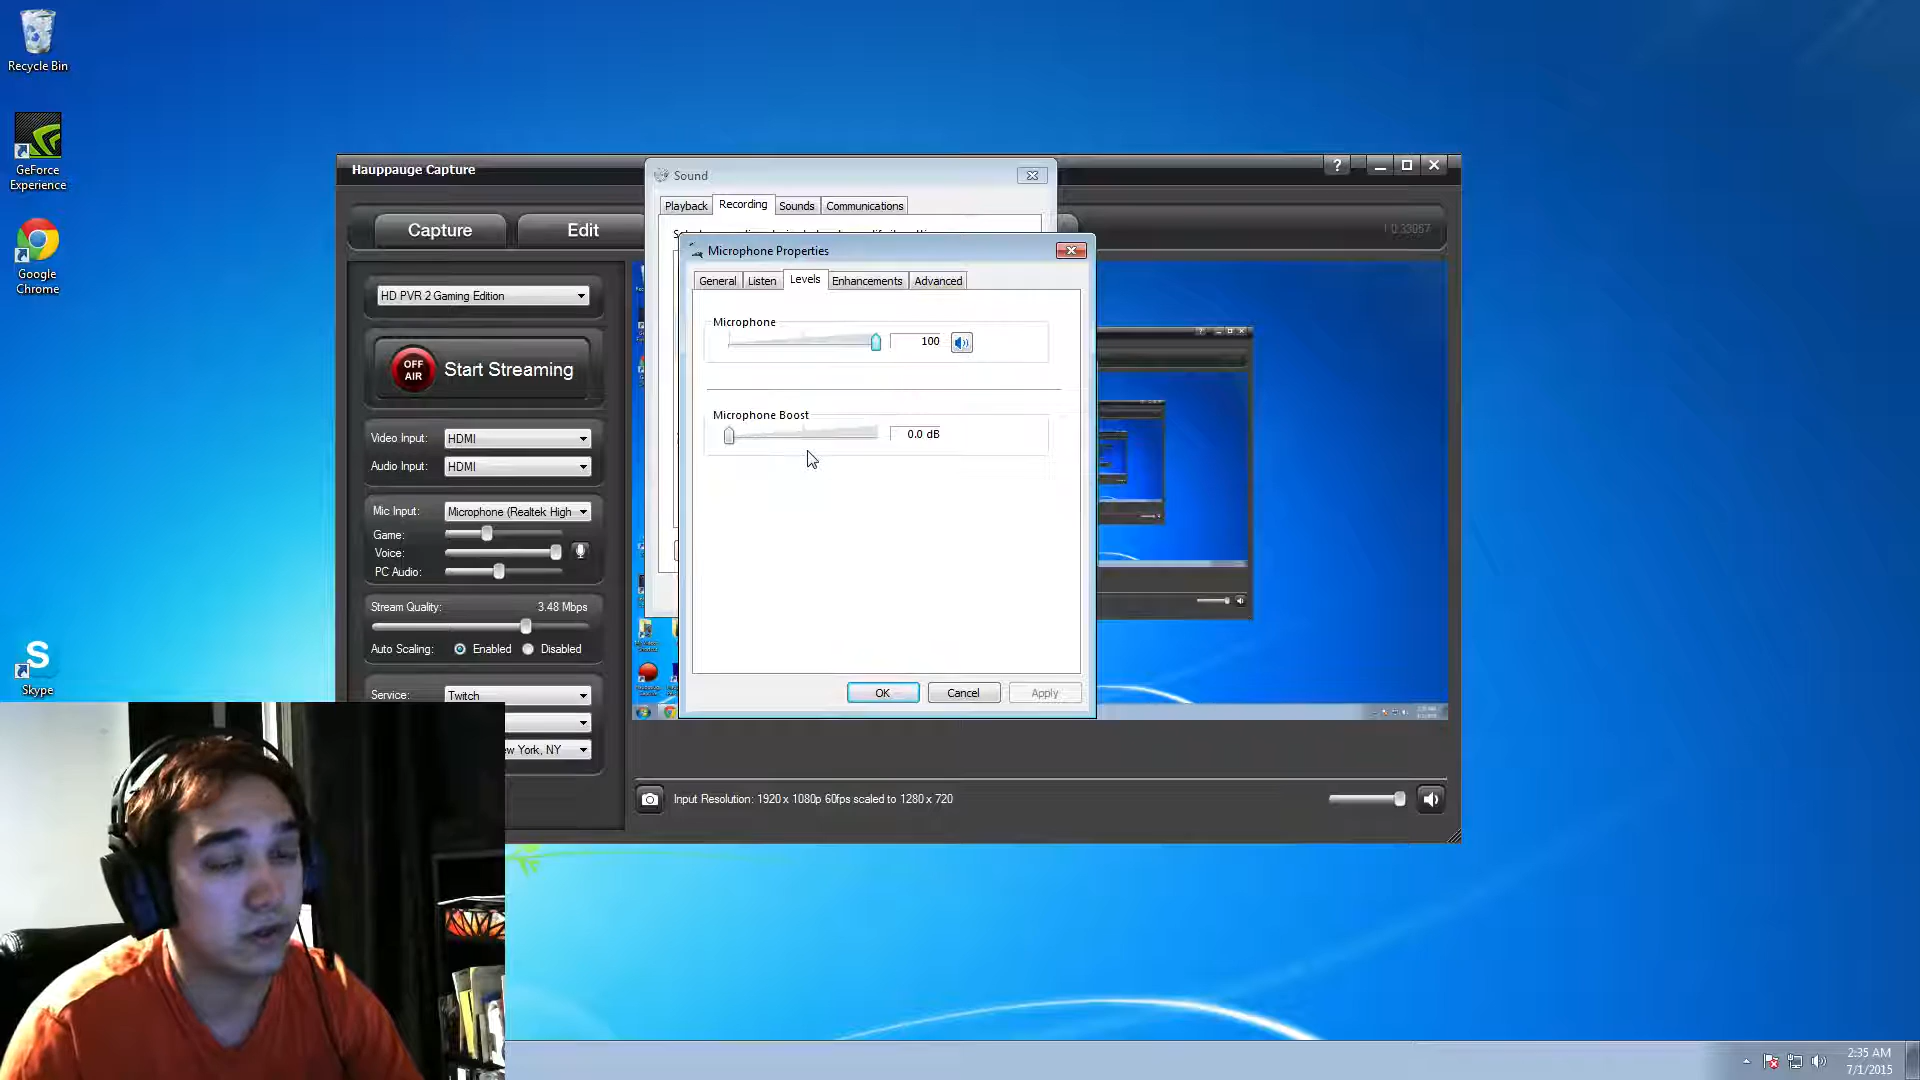 Recycle Bin
GeForce
Experience
Google
Chrome
Skype
Hauppauge Capture
?
Capture
Edit
HD PVR 2 Gaming Edition
OFF
AIR
Start Streaming
Video Input:
HDMI
Audio Input:
HDMI
Mic Input:
Microphone (Realtek High
Game:
Voice:
PC Audio:
Stream Quality:
3.48 Mbps
Auto Scaling:
Enabled
Disabled
Service:
Twitch
ew York, NY
Sound
Playback
Recording
Sounds
Communications
Microphone Properties
General
Listen
Levels
Enhancements
Advanced
Microphone
100
Microphone Boost
0.0 dB
OK
Cancel
Apply
Input Resolution: 1920 x 1080p 60fps scaled to 1280 x 720
2:35 AM
7/1/2015